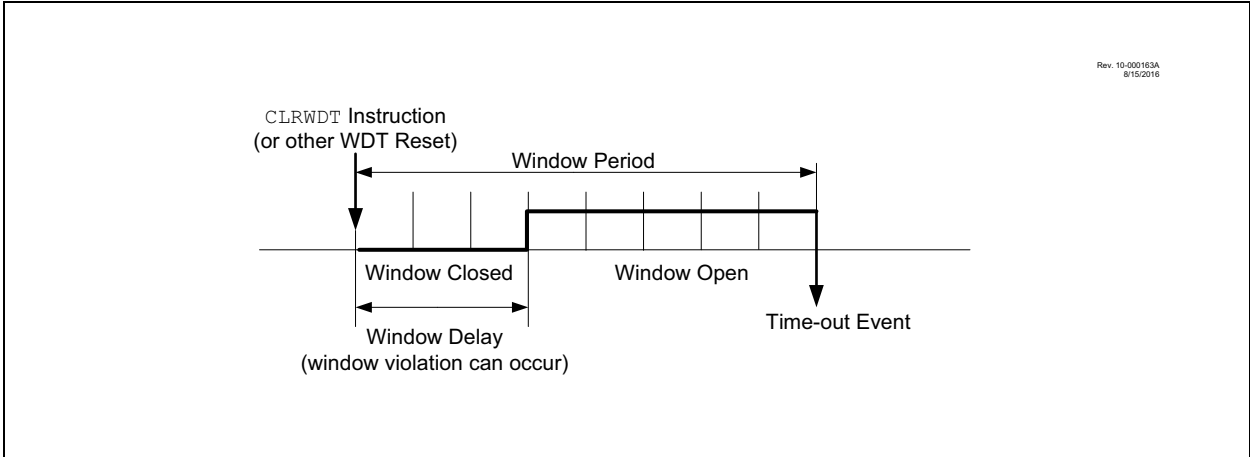 Rev. 10-000163A
8/15/2016
CLRWDT Instruction
(or other WDT Reset)
Window Period
Window Closed
Window Open
Window Delay
(window violation can occur)
Time-out Event